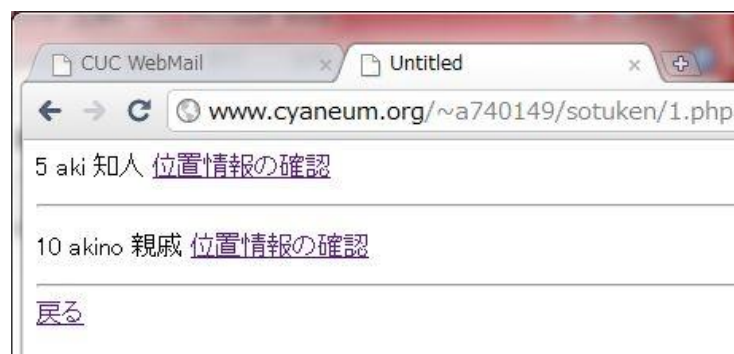 CUC WebMail
Untitled
www.cyaneum.org/~a740149/sotuken/1.php
5 aki 知人 位置情報の確認
10 akino 親戚 位置情報の確認
戻る